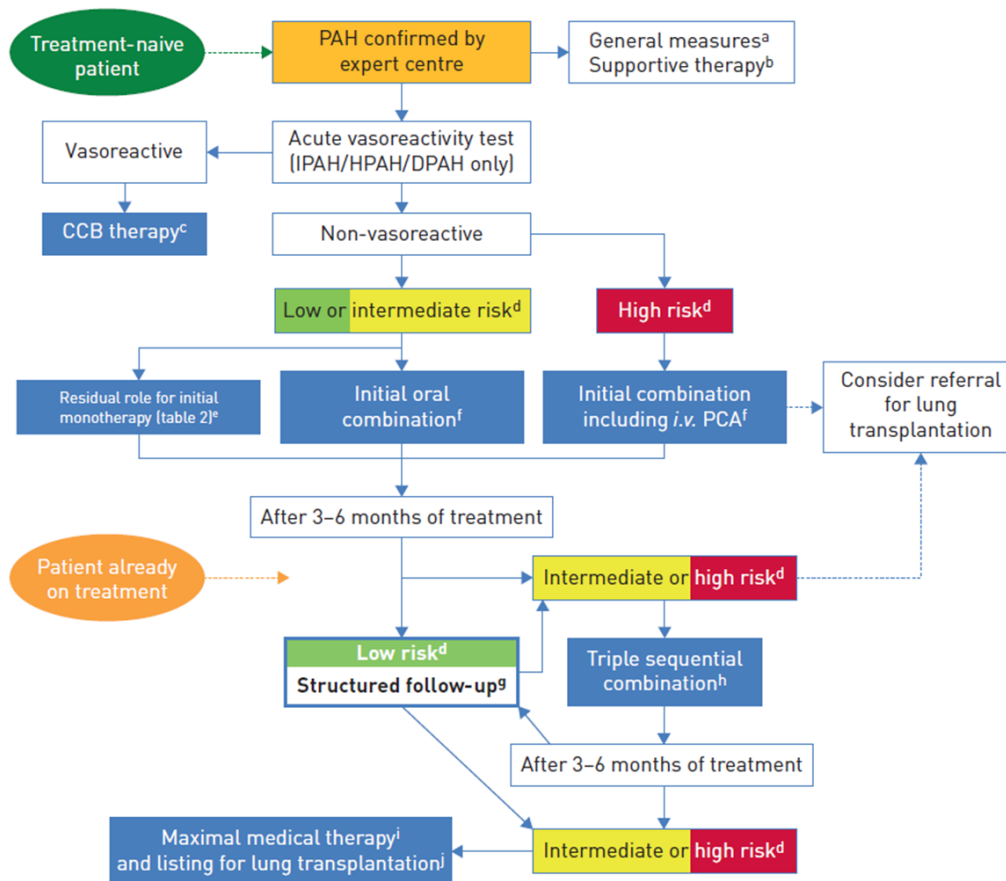 Treatment-naive
patient
PAH confirmed by
expert centre
General measuresᵃ
Supportive therapyᵇ
Vasoreactive
Acute vasoreactivity test
(IPAH/HPAH/DPAH only)
CCB therapyᶜ
Non-vasoreactive
Low or intermediate riskᵈ
High riskᵈ
Residual role for initial
monotherapy (table 2)ᵉ
Initial oral
combinationᶠ
Initial combination
including i.v. PCAᶠ
Consider referral
for lung
transplantation
After 3–6 months of treatment
Patient already
on treatment
Intermediate or high riskᵈ
Low riskᵈ
Structured follow-upᵍ
Triple sequential
combinationʰ
After 3–6 months of treatment
Maximal medical therapyⁱ
and listing for lung transplantationʲ
Intermediate or high riskᵈ